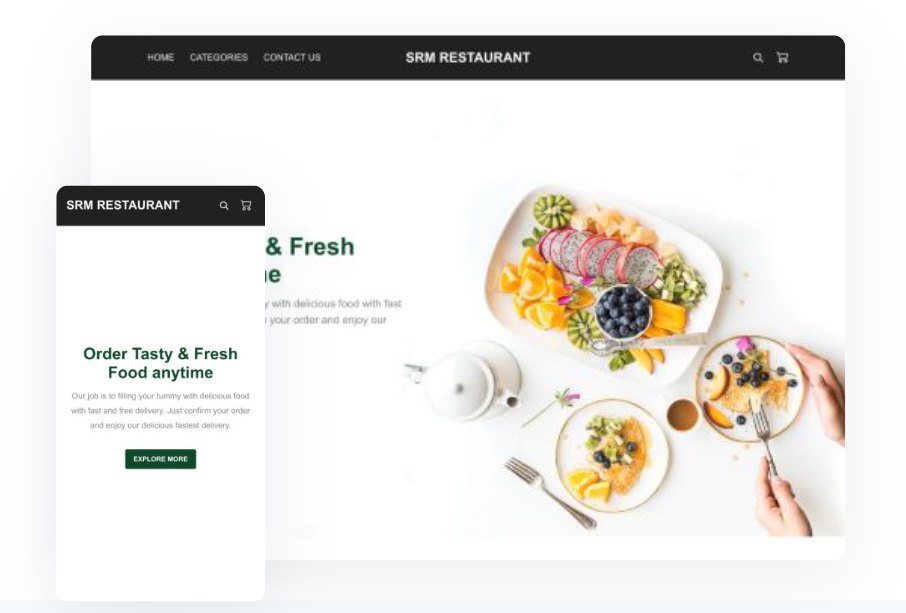 HOME CATEGORIES CONTACT US SRM RESTAURANT
& Fresh
with delicious food with fast
your order and enjoy our
SRM RESTAURANT
Order Tasty & Fresh
Food anytime
Our job is to filling your tummy with delicious food
with fast and free delivery. Just confirm your order
and enjoy our delicious fastest delivery.
EXPLORE MORE